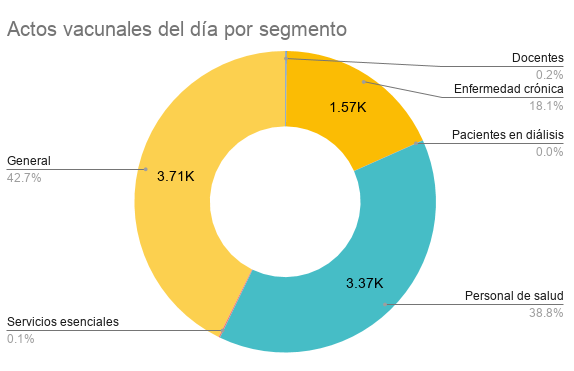 Actos vacunales del día por segmento
Docentes
0.2%
Enfermedad crónica
18.1%
1.57K
Pacientes en diálisis
0.0%
General
42.7%
3.71K
3.37K
Personal de salud
38.8%
Servicios esenciales
0.1%